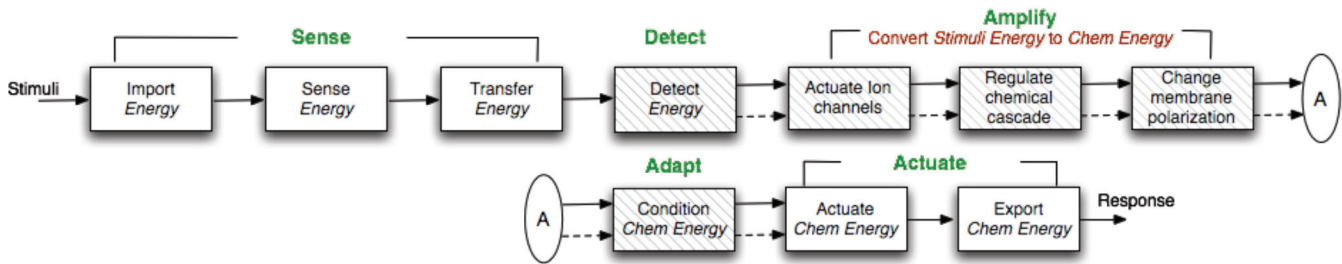 Sense
Detect
Amplify
Convert Stimuli Energy to Chem Energy
Stimuli
Import
Energy
Sense
Energy
Transfer
Energy
Detect
Energy
Actuate Ion
channels
Regulate
chemical
cascade
Change
membrane
polarization
A
Adapt
Actuate
A
Condition
Chem Energy
Actuate
Chem Energy
Export
Chem Energy
Response